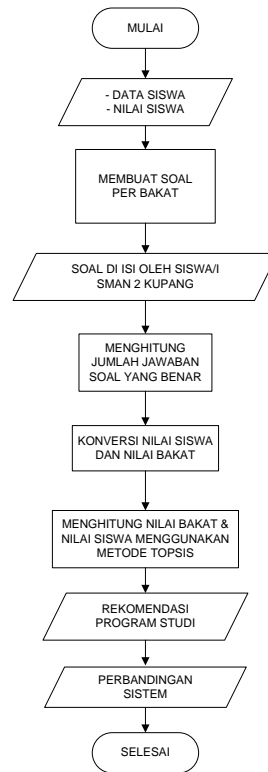 MULAI
- DATA SISWA
- NILAI SISWA
MEMBUAT SOAL
PER BAKAT
SOAL DI ISI OLEH SISWA/I
SMAN 2 KUPANG
MENGHITUNG
JUMLAH JAWABAN
SOAL YANG BENAR
KONVERSI NILAI SISWA
DAN NILAI BAKAT
MENGHITUNG NILAI BAKAT &
NILAI SISWA MENGGUNAKAN
METODE TOPSIS
REKOMENDASI
PROGRAM STUDI
PERBANDINGAN
SISTEM
SELESAI